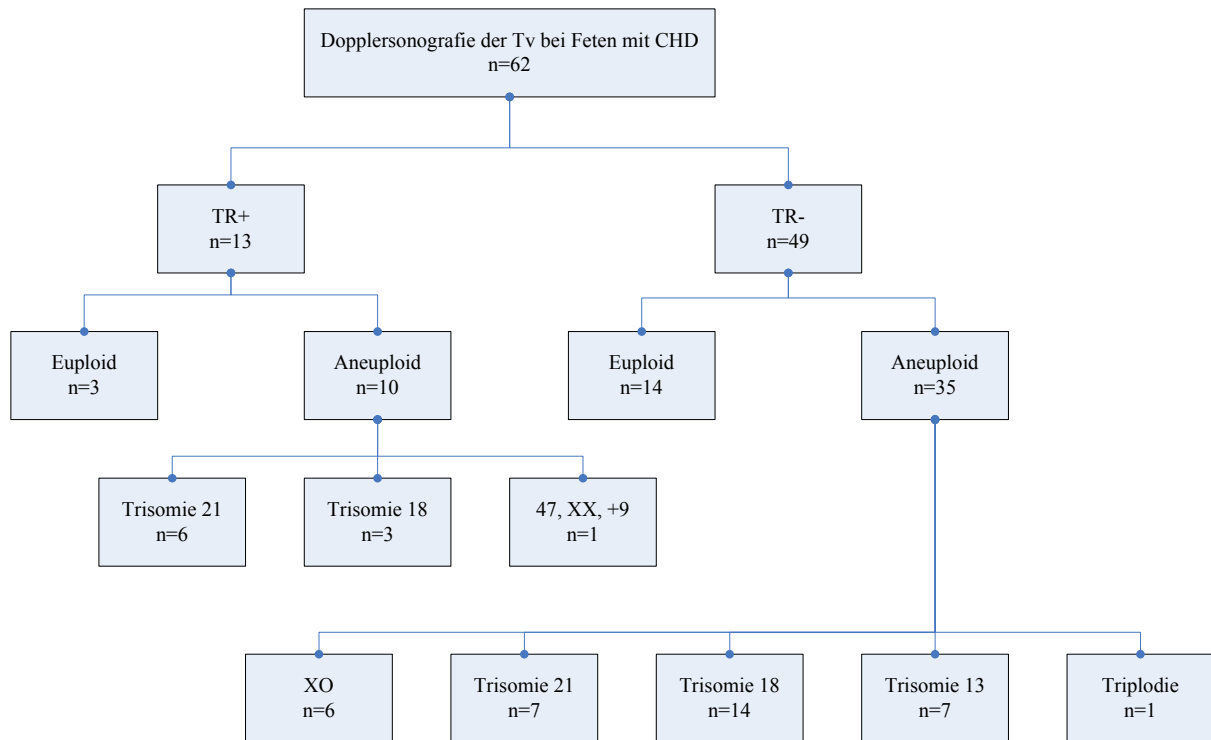 Dopplersonografie der Tv bei Feten mit CHD
n=62
TR+
n=13
TR-
n=49
Euploid
n=3
Aneuploid
n=10
Euploid
n=14
Aneuploid
n=35
Trisomie 21
n=6
Trisomie 18
n=3
47, XX, +9
n=1
XO
n=6
Trisomie 21
n=7
Trisomie 18
n=14
Trisomie 13
n=7
Triplodie
n=1